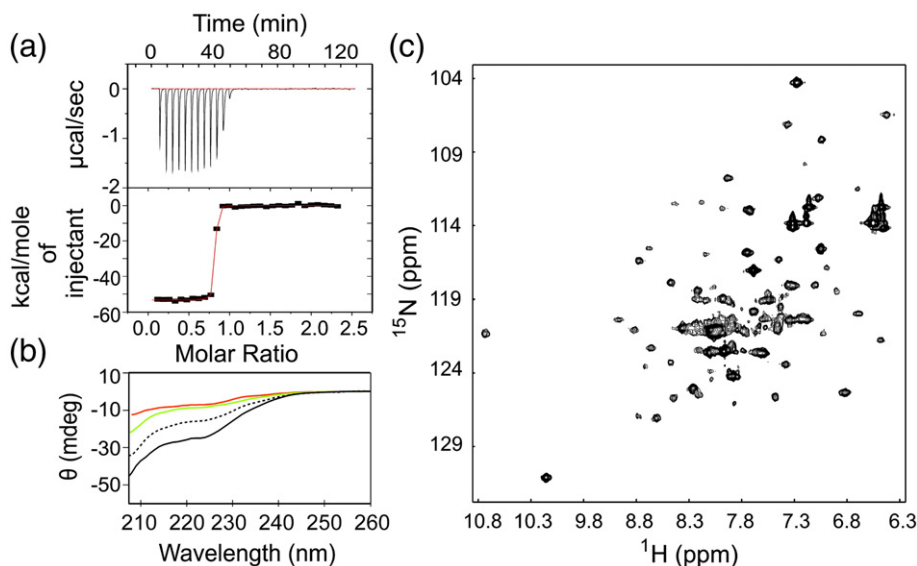 (a)
Time (min)
0 20 40 60 80 100 120
0
-1
-2
μcal/sec
0
-20
-40
-60
kcal/mole
of
injectant
0.0 0.5 1.0 1.5 2.0 2.5
Molar Ratio
(b)
10
-10
-30
-50
θ (mdeg)
210 220 230 240 250 260
Wavelength (nm)
(c)
104
109
114
119
124
129
15N (ppm)
10.8 10.3 9.8 9.3 8.8 8.3 7.8 7.3 6.8 6.3
1H (ppm)